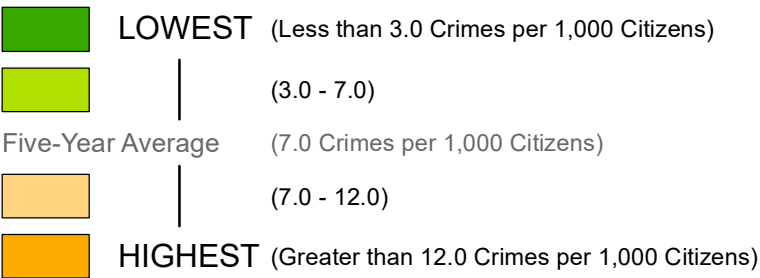 LOWEST (Less than 3.0 Crimes per 1,000 Citizens)
(3.0 - 7.0)
Five-Year Average (7.0 Crimes per 1,000 Citizens)
(7.0 - 12.0)
HIGHEST (Greater than 12.0 Crimes per 1,000 Citizens)